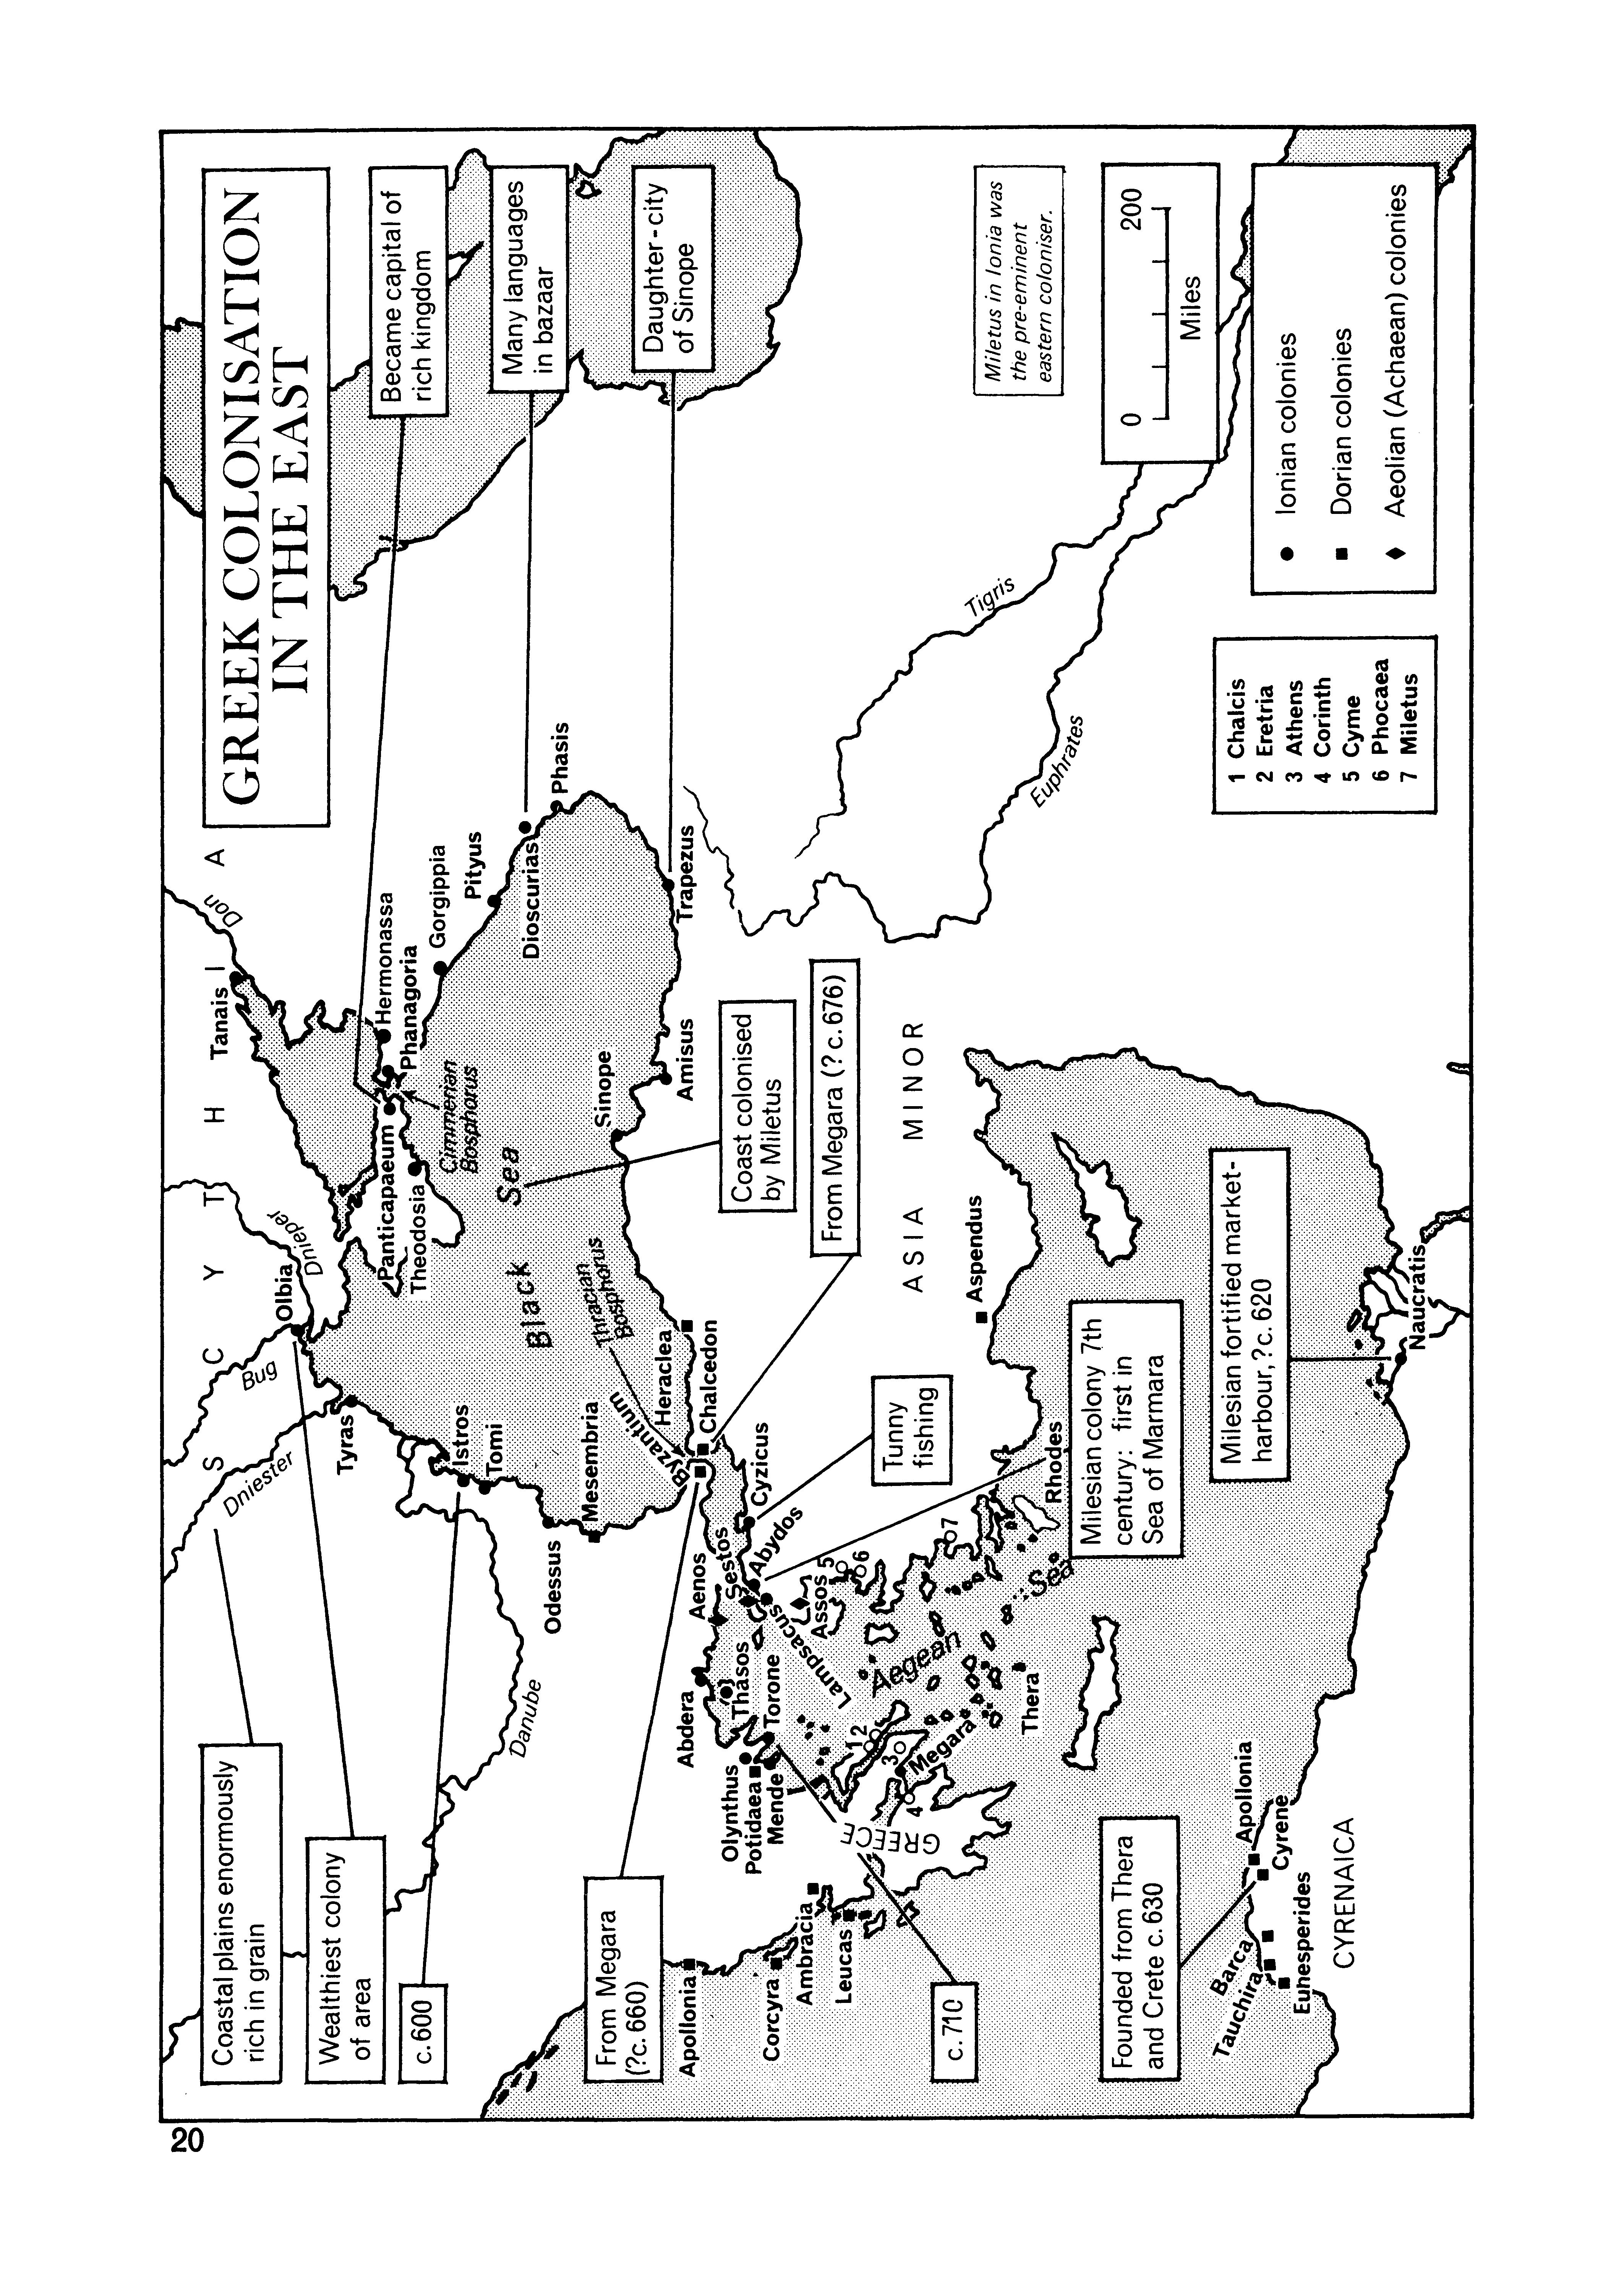 20
GREEK COLONISATION
IN THE EAST
Coastal plains enormously
rich in grain
Wealthiest colony
of area
c.600
From Megara
(?c. 660)
c. 710
Founded from Thera
and Crete c. 630
Became capital of
rich kingdom
Many languages
in bazaar
Daughter-city
of Sinope
Miletus in Ionia was
the pre-eminent
eastern coloniser.
0 200
Miles
Ionian colonies
Dorian colonies
Aeolian (Achaean) colonies
1 Chalcis
2 Eretria
3 Athens
4 Corinth
5 Cyme
6 Phocaea
7 Miletus
Coast colonised
by Miletus
From Megara (? c. 676)
Tunny
fishing
Milesian colony 7th
century: first in
Sea of Marmara
Milesian fortified market-
harbour, ?c. 620
SCYTHIA
Dniester
Bug
Dnieper
Don
Danube
Tyras
Olbia
Tanais
Istros
Tomi
Odessus
Mesembria
Panticapaeum
Theodosia
Hermonassa
Phanagoria
Cimmerian
Bosphorus
Gorgippia
Pityus
Dioscurias
Phasis
Trapezus
Amisus
Sinope
Black Sea
Thracian
Bosphorus
Heraclea
Byzantium
Chalcedon
Cyzicus
Abydos
Sestos
Aenos
Lampsacus
Assos
Abdera
Thasos
Torone
Olynthus
Potidaea
Mende
Apollonia
Corcyra
Ambracia
Leucas
GREECE
Megara
1
2
3
4
5
6
7
Aegean Sea
Thera
Rhodes
ASIA MINOR
Aspendus
Tigris
Euphrates
Naucratis
Apollonia
Cyrene
Barca
Tauchira
Euhesperides
CYRENAICA